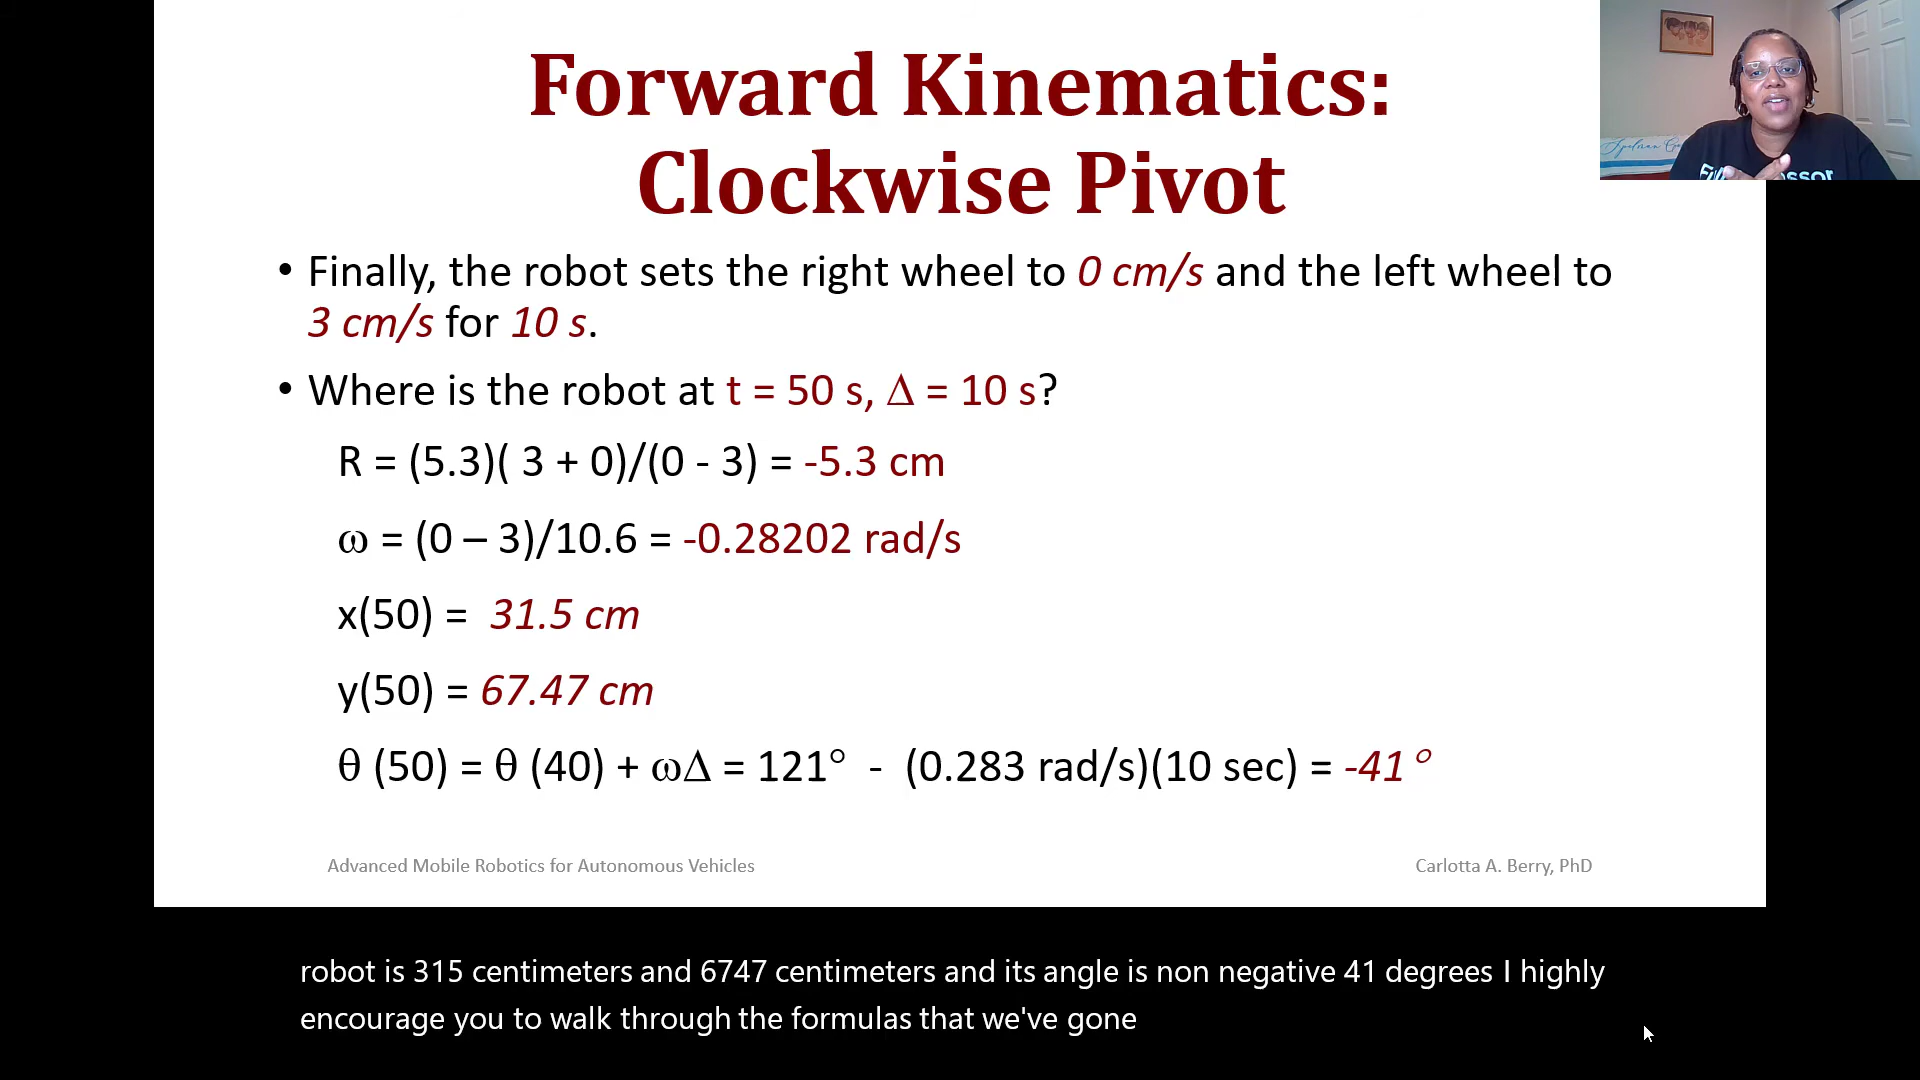 Forward Kinematics:
Clockwise Pivot
• Finally, the robot sets the right wheel to 0 cm/s and the left wheel to
3 cm/s for 10 s.
• Where is the robot at t = 50 s, Δ = 10 s?
R = (5.3)( 3 + 0)/(0 - 3) = -5.3 cm
ω = (0 – 3)/10.6 = -0.28202 rad/s
x(50) = 31.5 cm
y(50) = 67.47 cm
θ (50) = θ (40) + ωΔ = 121° - (0.283 rad/s)(10 sec) = -41°
Advanced Mobile Robotics for Autonomous Vehicles
Carlotta A. Berry, PhD
robot is 315 centimeters and 6747 centimeters and its angle is non negative 41 degrees I highly
encourage you to walk through the formulas that we've gone